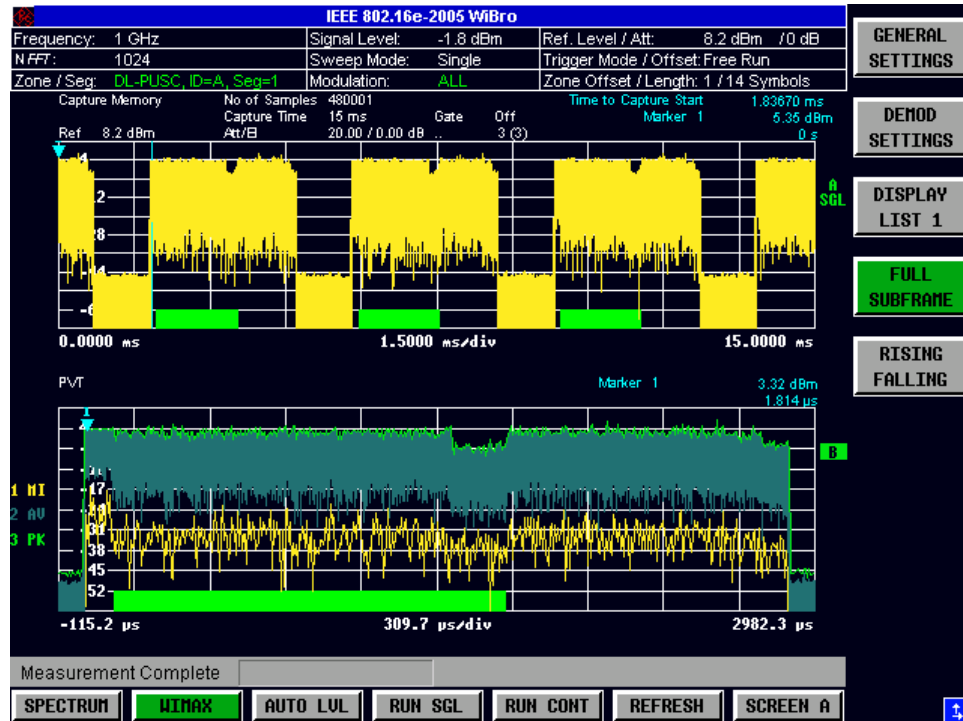 IEEE 802.16e-2005 WiBro
Frequency: 1 GHz Signal Level: -1.8 dBm Ref. Level / Att: 8.2 dBm / 0 dB
N FFT: 1024 Sweep Mode: Single Trigger Mode / Offset: Free Run
Zone / Seg: DL-PUSC, ID=A, Seg=1 Modulation: ALL Zone Offset / Length: 1 / 14 Symbols
Capture Memory No of Samples 480001 Time to Capture Start 1.83670 ms
Capture Time 15 ms Gate Off Marker 1 5.35 dBm
Ref 8.2 dBm Att/El 20.00 / 0.00 dB .. 3 (3) 0 s
A
SGL
0.0000 ms 1.5000 ms/div 15.0000 ms
PVT Marker 1 3.32 dBm
1.814 µs
1
B
-17
1 MI
2 AV
3 PK
-38
-45
-52
-115.2 µs 309.7 µs/div 2982.3 µs
Measurement Complete
SPECTRUM WIMAX AUTO LVL RUN SGL RUN CONT REFRESH SCREEN A
GENERAL
SETTINGS
DEMOD
SETTINGS
DISPLAY
LIST 1
FULL
SUBFRAME
RISING
FALLING